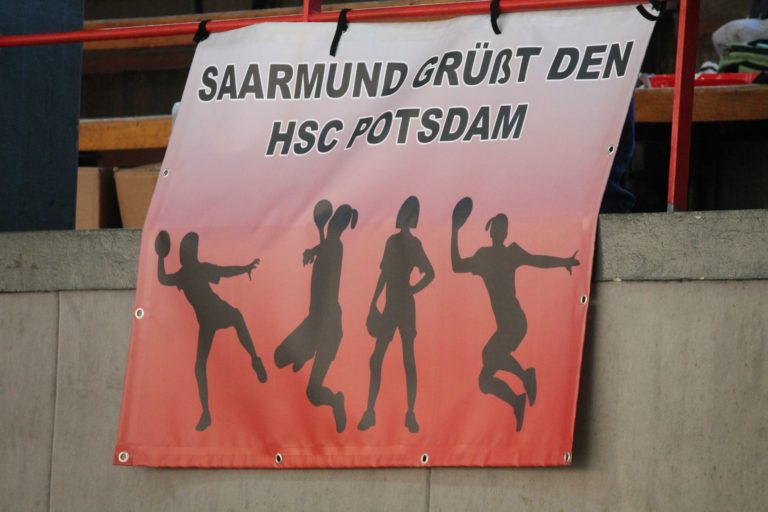 SAARMUND GRÜßT DEN
HSC POTSDAM